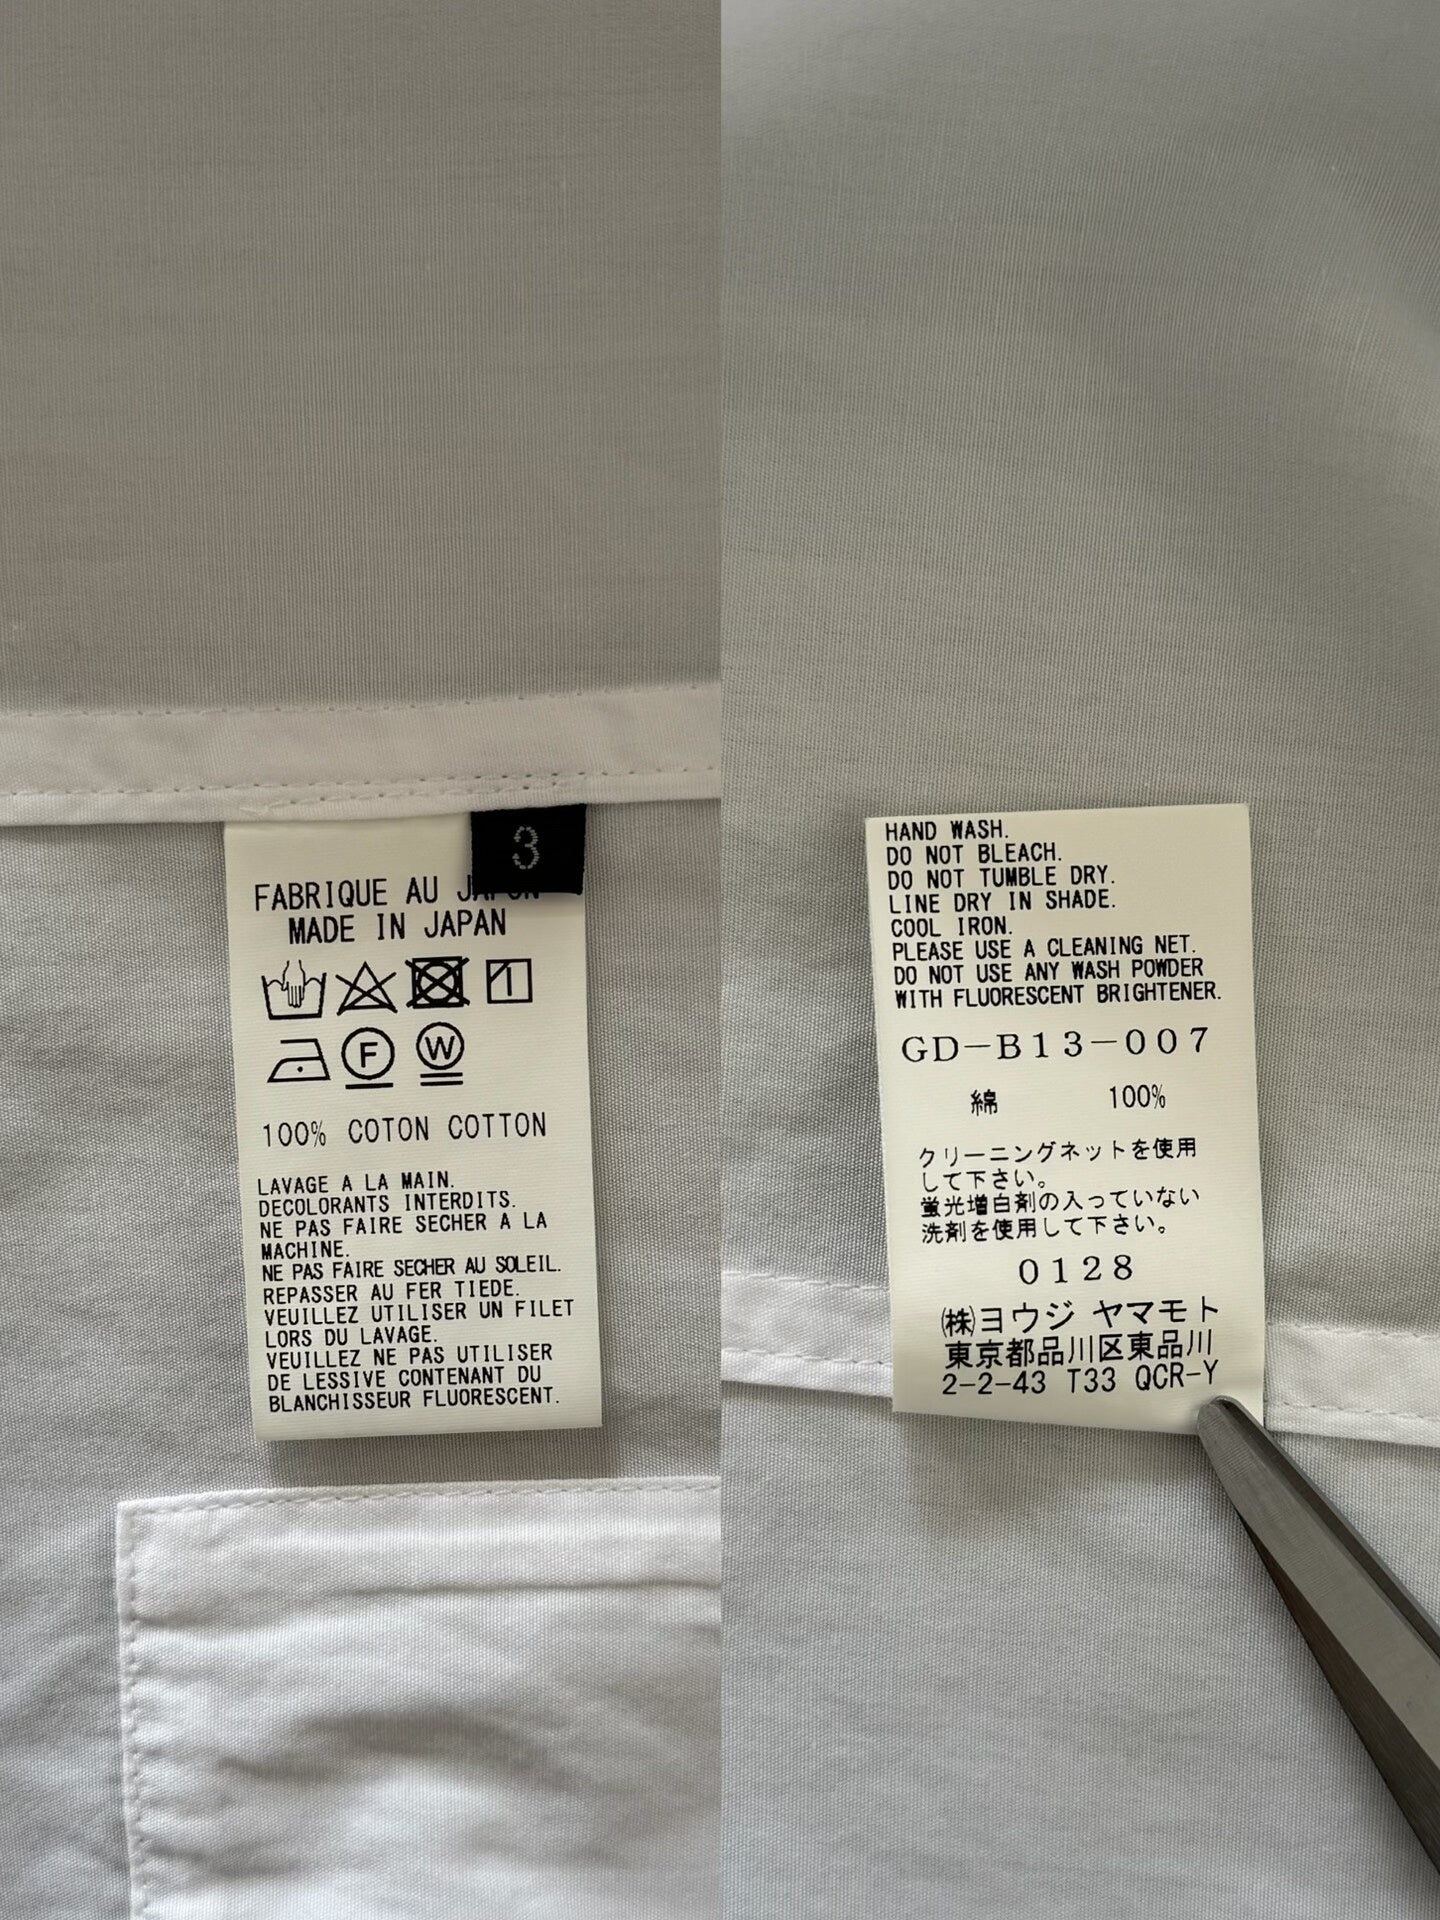 3
FABRIQUE AU JAPON
MADE IN JAPAN
F
W
100% COTON COTTON
LAVAGE A LA MAIN.
DECOLORANTS INTERDITS.
NE PAS FAIRE SECHER A LA
MACHINE.
NE PAS FAIRE SECHER AU SOLEIL.
REPASSER AU FER TIEDE.
VEUILLEZ UTILISER UN FILET
LORS DU LAVAGE.
VEUILLEZ NE PAS UTILISER
DE LESSIVE CONTENANT DU
BLANCHISSEUR FLUORESCENT.
HAND WASH.
DO NOT BLEACH.
DO NOT TUMBLE DRY.
LINE DRY IN SHADE.
COOL IRON.
PLEASE USE A CLEANING NET.
DO NOT USE ANY WASH POWDER
WITH FLUORESCENT BRIGHTENER.
GD-B13-007
綿 100%
クリーニングネットを使用
して下さい。
蛍光増白剤の入っていない
洗剤を使用して下さい。
0128
㈱ヨウジ ヤマモト
東京都品川区東品川
2-2-43 T33 QCR-Y